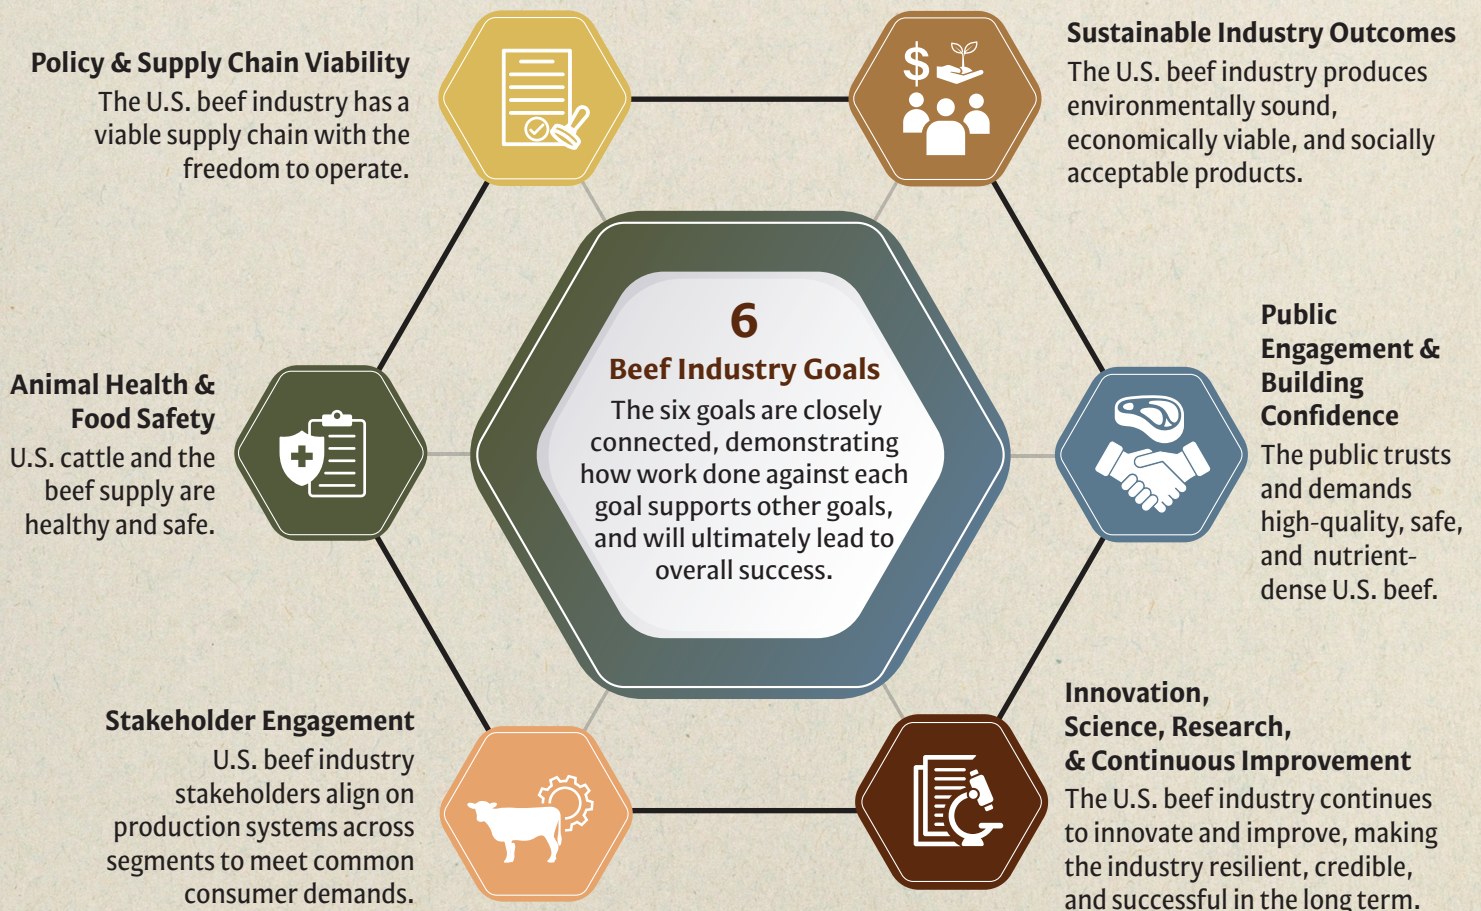 Policy & Supply Chain Viability
The U.S. beef industry has a
viable supply chain with the
freedom to operate.
Sustainable Industry Outcomes
The U.S. beef industry produces
environmentally sound,
economically viable, and socially
acceptable products.
Animal Health &
Food Safety
U.S. cattle and the
beef supply are
healthy and safe.
6
Beef Industry Goals
The six goals are closely
connected, demonstrating
how work done against each
goal supports other goals,
and will ultimately lead to
overall success.
Public
Engagement &
Building
Confidence
The public trusts
and demands
high-quality, safe,
and nutrient-
dense U.S. beef.
Stakeholder Engagement
U.S. beef industry
stakeholders align on
production systems across
segments to meet common
consumer demands.
Innovation,
Science, Research,
& Continuous Improvement
The U.S. beef industry continues
to innovate and improve, making
the industry resilient, credible,
and successful in the long term.
$